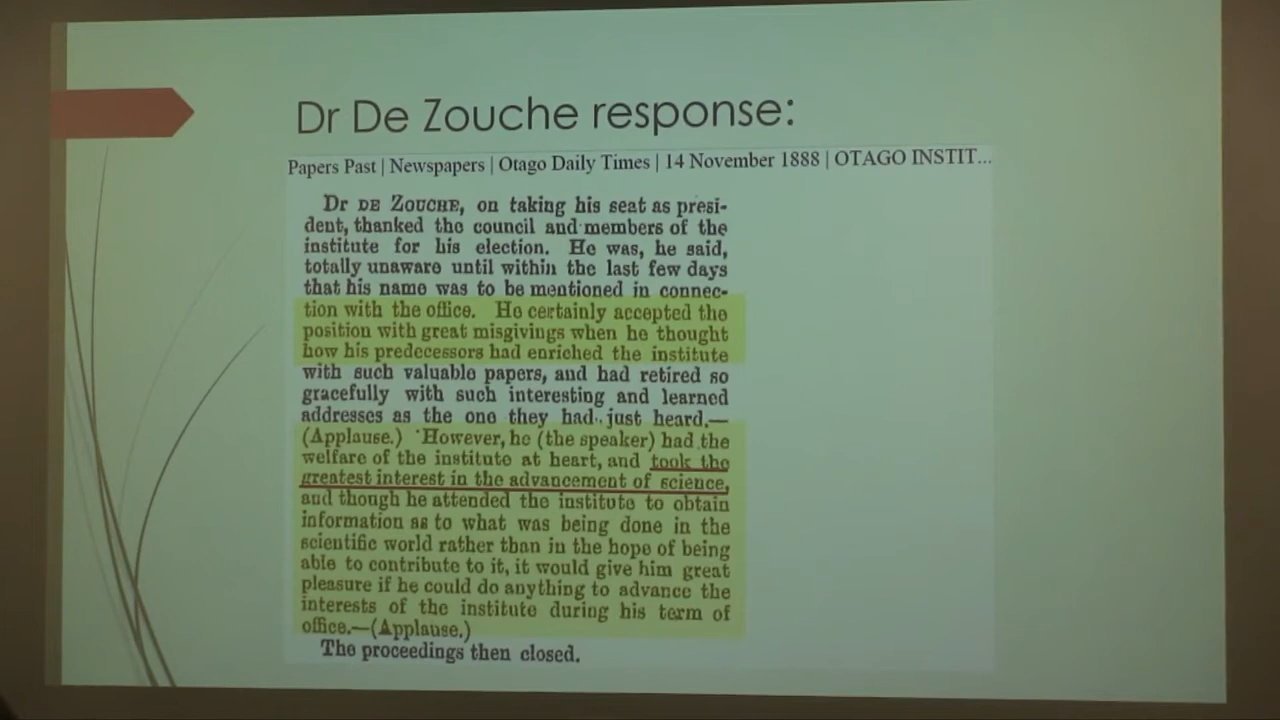 Dr De Zouche response:
Papers Past | Newspapers | Otago Daily Times | 14 November 1888 | OTAGO INSTIT...
Dr DE ZOUCHE, on taking his seat as presi-
dent, thanked the council and members of the
institute for his election. He was, he said,
totally unaware until within the last few days
that his name was to be mentioned in connec-
tion with the office. He certainly accepted the
position with great misgivings when he thought
how his predecessors had enriched the institute
with such valuable papers, and had retired so
gracefully with such interesting and learned
addresses as the one they had just heard.—
(Applause.) However, he (the speaker) had the
welfare of the institute at heart, and took the
greatest interest in the advancement of science,
and though he attended the institute to obtain
information as to what was being done in the
scientific world rather than in the hope of being
able to contribute to it, it would give him great
pleasure if he could do anything to advance the
interests of the institute during his term of
office.—(Applause.)
The proceedings then closed.